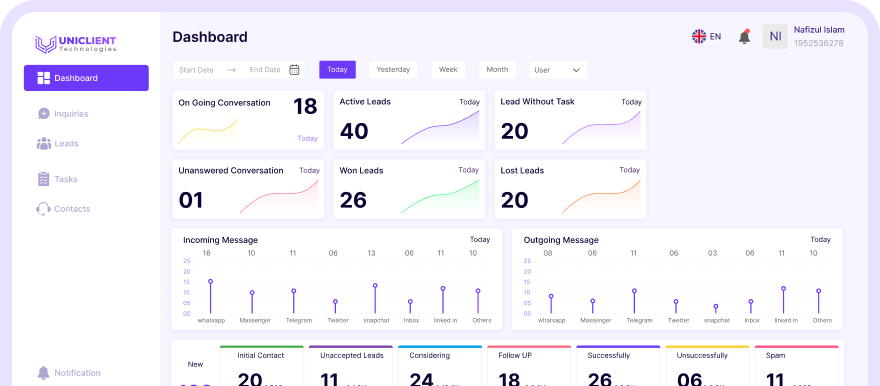 UNICLIENT
Technologies
Dashboard
Inquiries
Leads
Tasks
Contacts
Notification
Dashboard
EN
NI
Nafizul Islam
1952536278
Start Date → End Date
Today
Yesterday
Week
Month
User
On Going Conversation 18
Today
Active Leads Today
40
Lead Without Task Today
20
Unanswered Conversation Today
01
Won Leads Today
26
Lost Leads Today
20
Incoming Message Today
16 10 11 06 13 06 11 10
25
20
15
10
05
00
whatsapp Massenger Telegram Twetter snapchat Inbox linked in Others
Outgoing Message Today
08 06 11 06 03 06 11 10
25
20
15
10
05
00
whatsapp Massenger Telegram Twetter snapchat Inbox linked in Others
New
Initial Contact
20
Unaccepted Leads
11
Considering
24
Follow UP
18
Successfully
26
Unsuccessfully
06
Spam
11